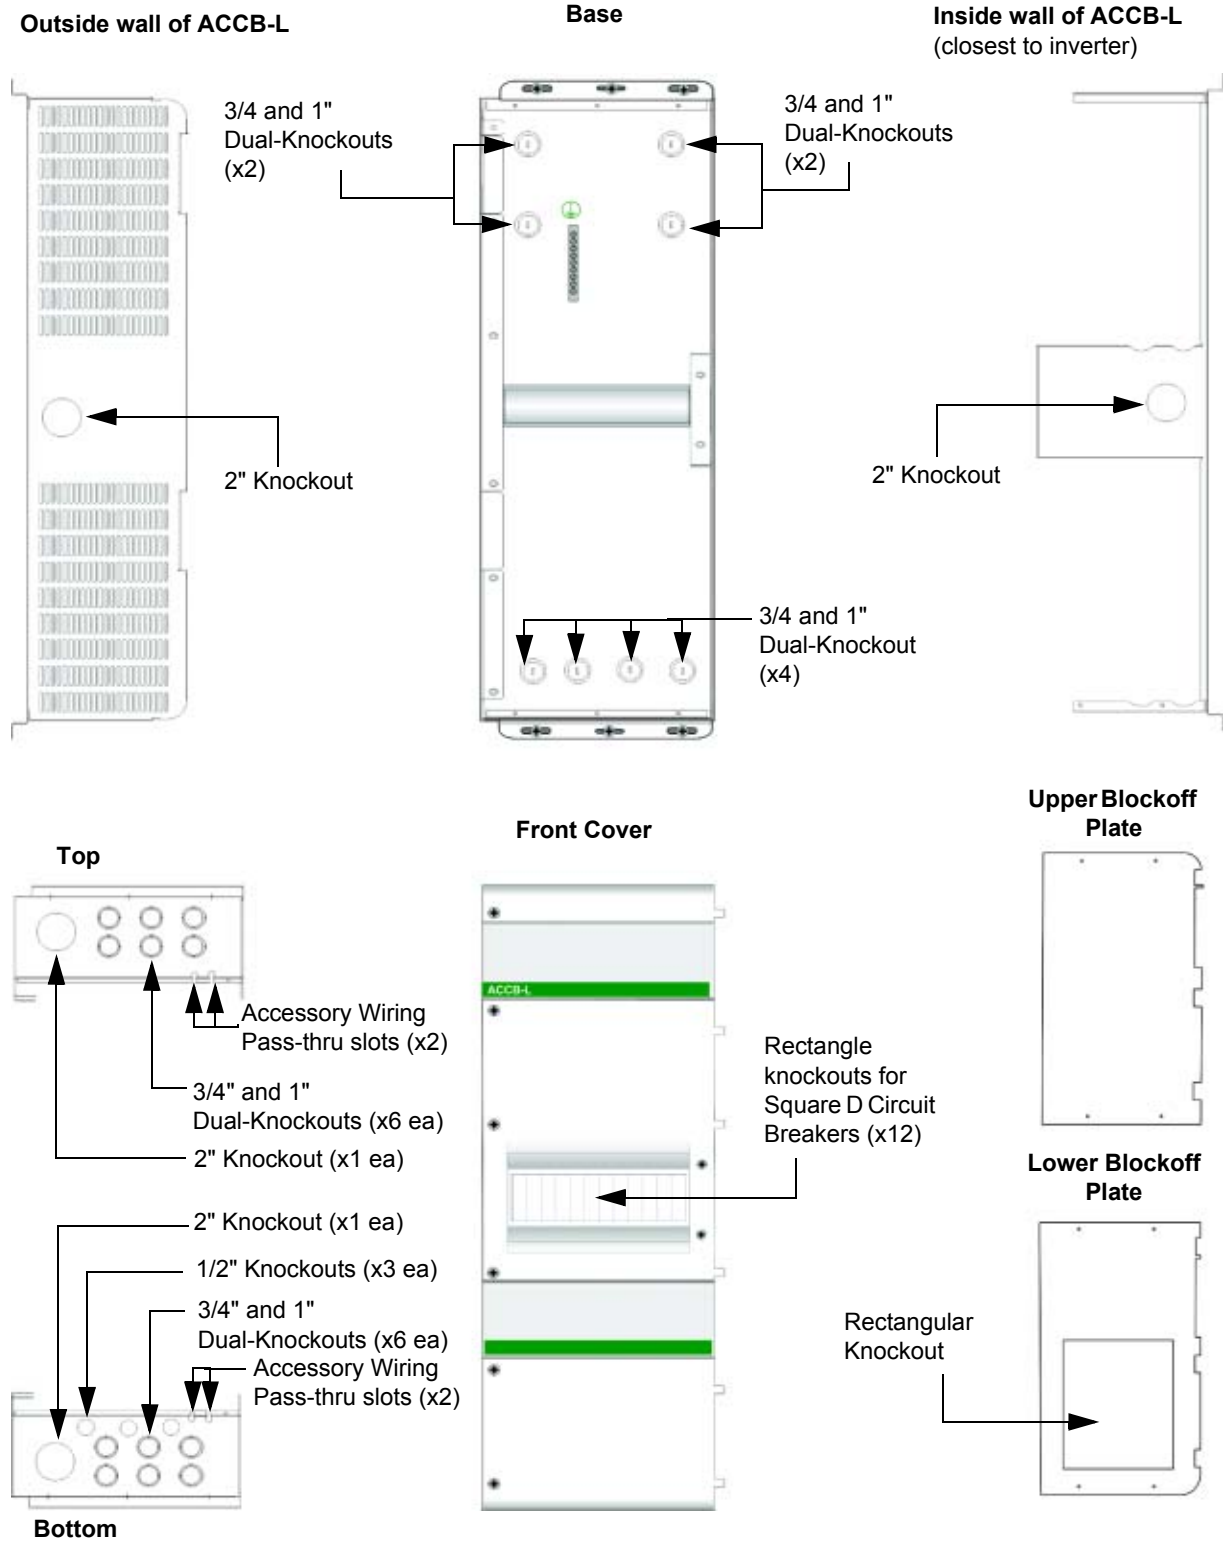 Outside wall of ACCB-L
Base
Inside wall of ACCB-L
(closest to inverter)
3/4 and 1"
Dual-Knockouts
(x2)
3/4 and 1"
Dual-Knockouts
(x2)
2" Knockout
2" Knockout
3/4 and 1"
Dual-Knockout
(x4)
Upper Blockoff
Plate
Front Cover
Top
ACCB-L
Accessory Wiring
Pass-thru slots (x2)
3/4" and 1"
Dual-Knockouts (x6 ea)
2" Knockout (x1 ea)
Rectangle
knockouts for
Square D Circuit
Breakers (x12)
Lower Blockoff
Plate
2" Knockout (x1 ea)
1/2" Knockouts (x3 ea)
3/4" and 1"
Dual-Knockouts (x6 ea)
Accessory Wiring
Pass-thru slots (x2)
Rectangular
Knockout
Bottom